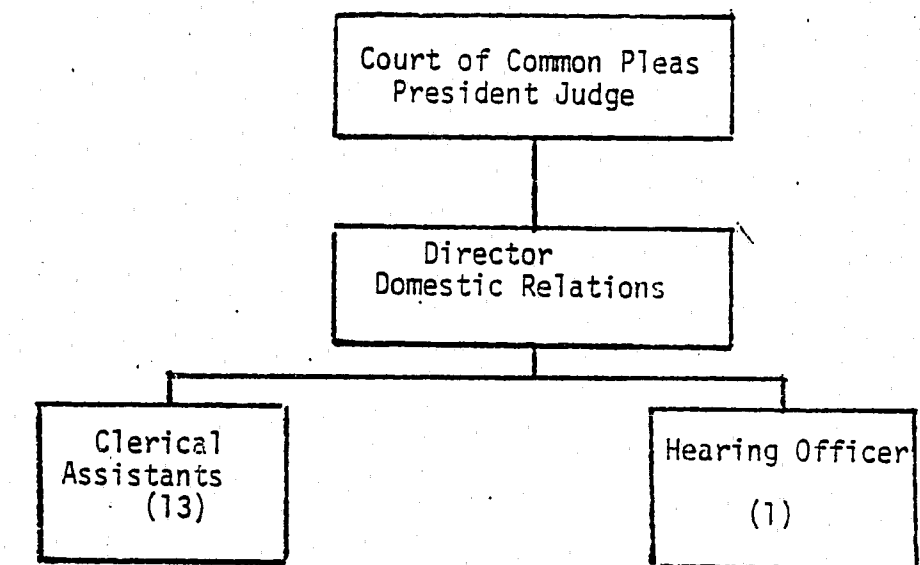 Court of Common Pleas
President Judge
Director
Domestic Relations
Clerical
Assistants
(13)
Hearing Officer
(1)